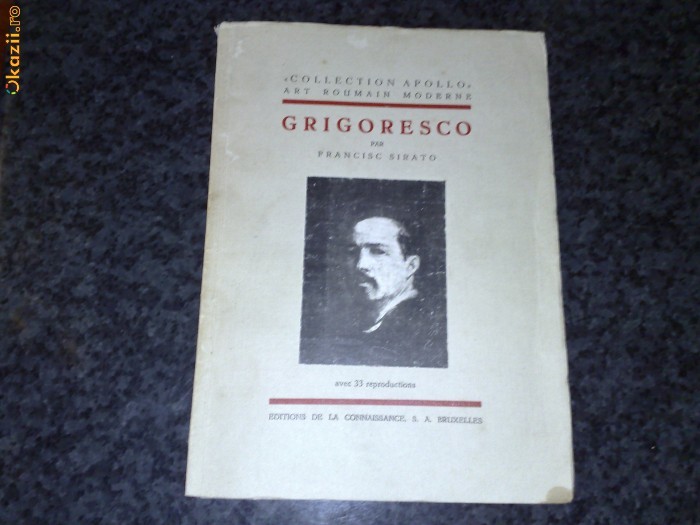 Okazii.ro
«COLLECTION APOLLO»
ART ROUMAIN MODERNE
GRIGORESCO
PAR
FRANCISC SIRATO
avec 33 reproductions
EDITIONS DE LA CONNAISSANCE, S. A. BRUXELLES